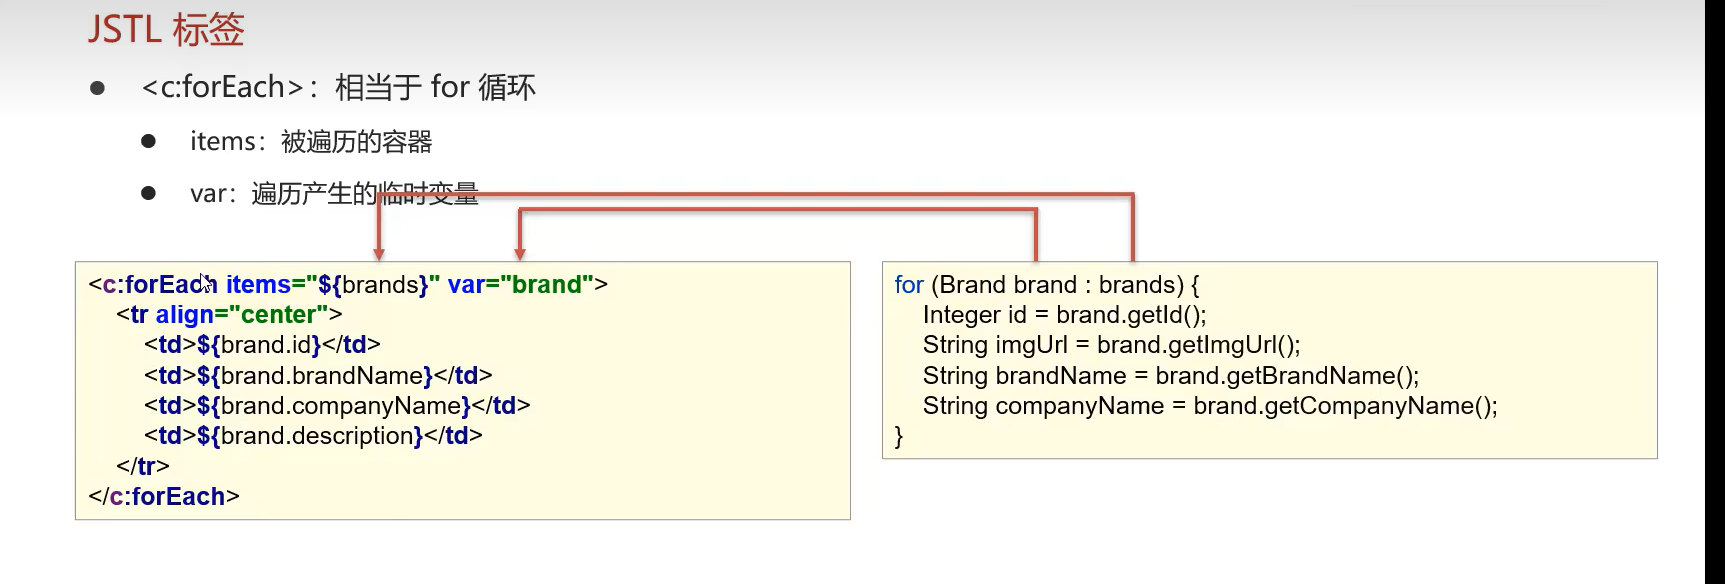 JSTL 标签
<c:forEach>：相当于 for 循环
items：被遍历的容器
var：遍历产生的临时变量
<c:forEach items="${brands}" var="brand">
<tr align="center">
<td>${brand.id}</td>
<td>${brand.brandName}</td>
<td>${brand.companyName}</td>
<td>${brand.description}</td>
</tr>
</c:forEach>
for (Brand brand : brands) {
Integer id = brand.getId();
String imgUrl = brand.getImgUrl();
String brandName = brand.getBrandName();
String companyName = brand.getCompanyName();
}